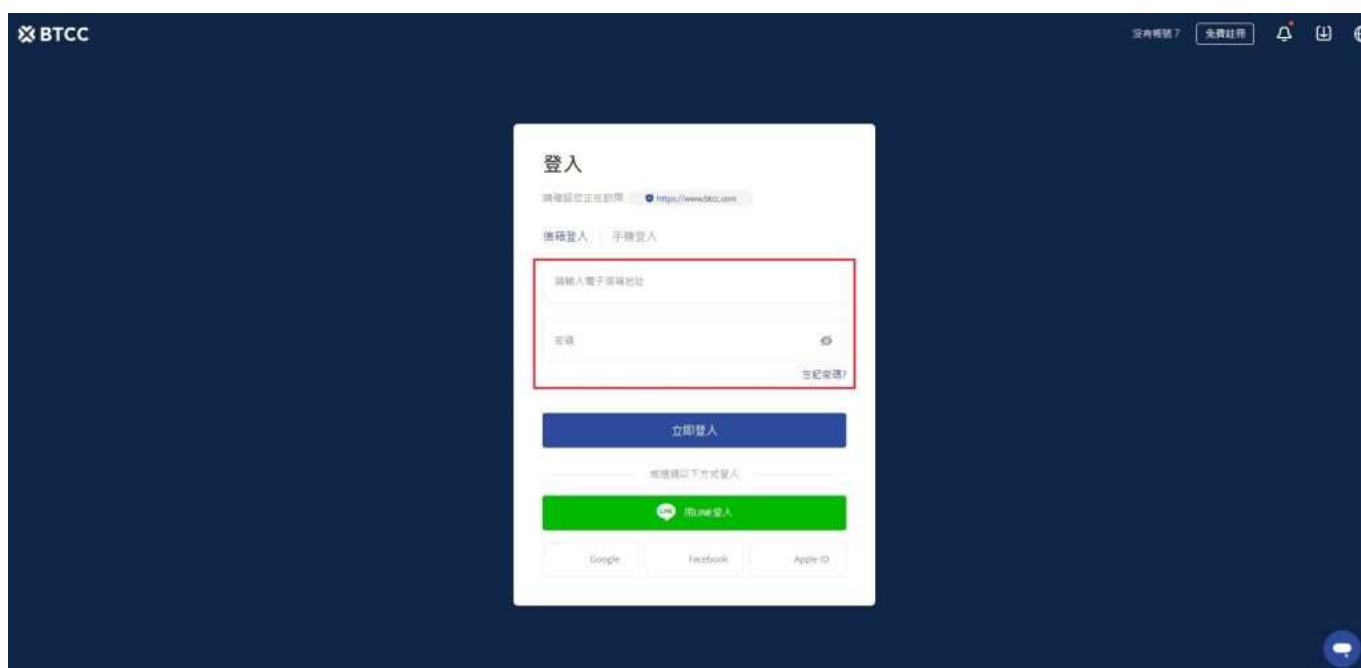 BTCC
沒有帳號？ 免費註冊
登入
請確認您正在訪問 https://www.btcc.com
信箱登入 手機登入
請輸入電子信箱地址
密碼
忘記密碼?
立即登入
或透過以下方式登入
LINE 用LINE登入
Google Facebook Apple ID